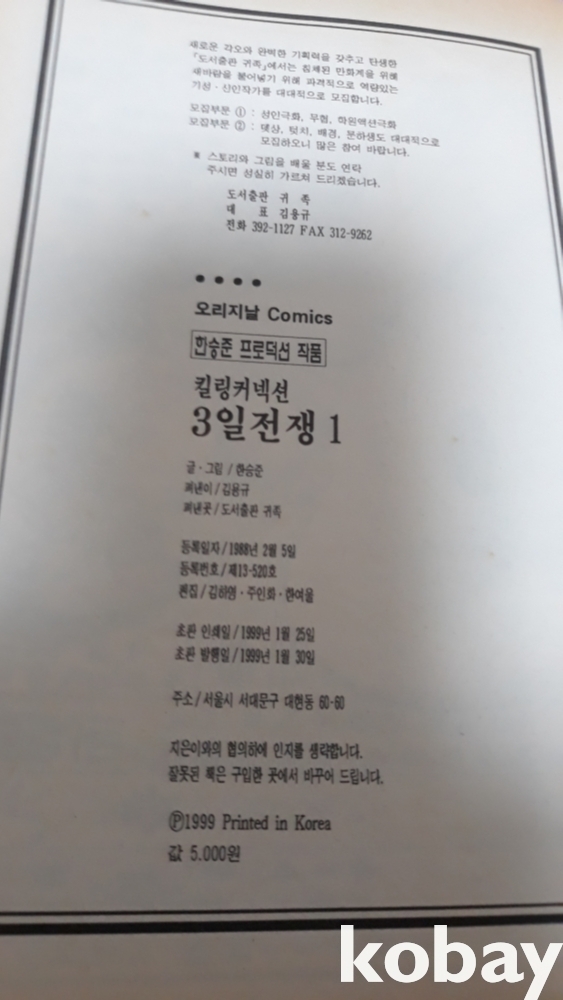 새로운 각오와 완벽한 기획력을 갖추고 탄생한
「도서출판 귀족」에서는 침체된 만화계을 위해
새바람을 불어넣기 위해 파격적으로 역량있는
기성·신인작가를 대대적으로 모집합니다.
모집부문 ① : 성인극화, 무협, 학원액션극화
모집부문 ② : 뎃상, 텃치, 배경, 문하생도 대대적으로
모집하오니 많은 참여 바랍니다.
※ 스토리와 그림을 배울 분도 연락
주시면 성실히 가르쳐 드리겠습니다.
도서출판 귀 족
대 표 김용규
전화 392-1127 FAX 312-9262
● ● ● ●
오리지날 Comics
한승준 프로덕션 작품
킬링커넥션
3일전쟁 1
글·그림/한승준
펴낸이/김용규
펴낸곳/도서출판 귀족
등록일자/1988년 2월 5일
등록번호/제13-520호
편집/김하영·주인화·한여울
초판 인쇄일/1999년 1월 25일
초판 발행일/1999년 1월 30일
주소/서울시 서대문구 대현동 60-60
지은이와의 협의하에 인지를 생략합니다.
잘못된 책은 구입한 곳에서 바꾸어 드립니다.
Ⓟ1999 Printed in Korea
값 5.000원
kobay